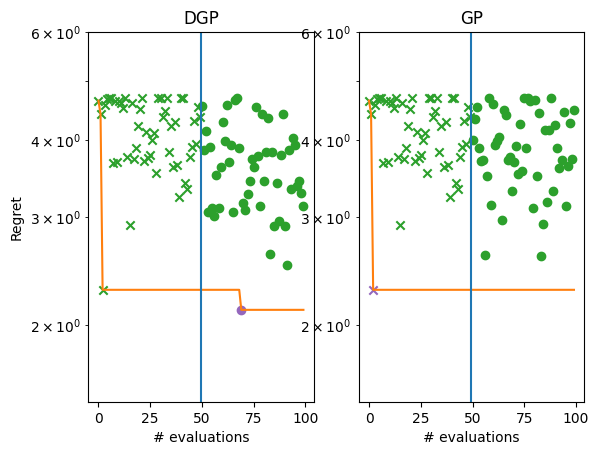 DGP
GP
6 × 10⁰
4 × 10⁰
3 × 10⁰
2 × 10⁰
Regret
0 25 50 75 100
# evaluations
6 × 10⁰
4 × 10⁰
3 × 10⁰
2 × 10⁰
0 25 50 75 100
# evaluations